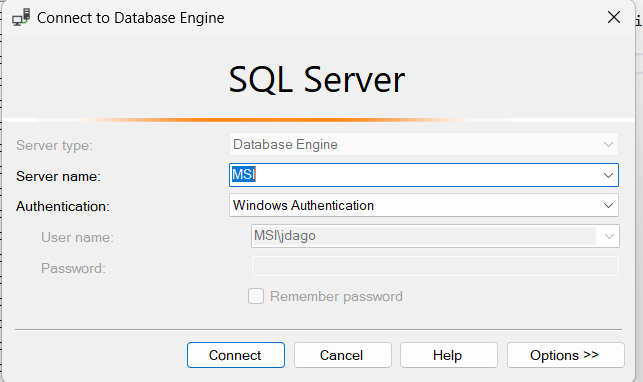 Connect to Database Engine
SQL Server
Server type: Database Engine
Server name: MSI
Authentication: Windows Authentication
User name: MSI\jdago
Password:
Remember password
Connect Cancel Help Options >>